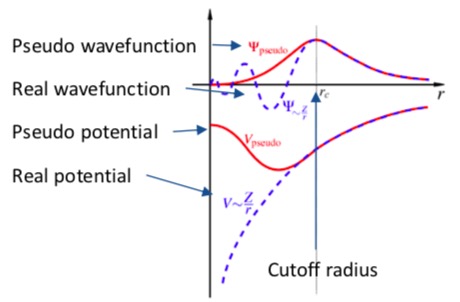 Pseudo wavefunction
Ψpseudo
Real wavefunction
r
rc
Ψ~Z/r
Pseudo potential
Vpseudo
Real potential
V~Z/r
Cutoff radius